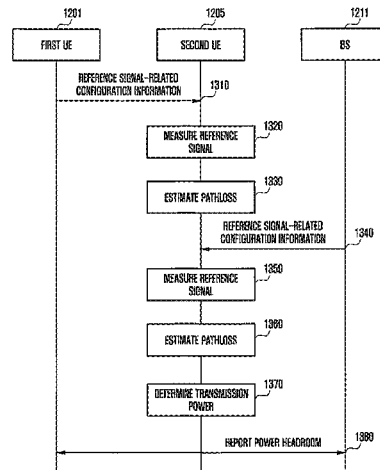 1201
1205
1211
FIRST UE
SECOND UE
BS
REFERENCE SIGNAL-RELATED
CONFIGURATION INFORMATION
1310
1320
MEASURE REFERENCE
SIGNAL
1330
ESTIMATE PATHLOSS
REFERENCE SIGNAL-RELATED
CONFIGURATION INFORMATION
1340
1350
MEASURE REFERENCE
SIGNAL
1360
ESTIMATE PATHLOSS
1370
DETERMINE TRANSMISSION
POWER
REPORT POWER HEADROOM
1380